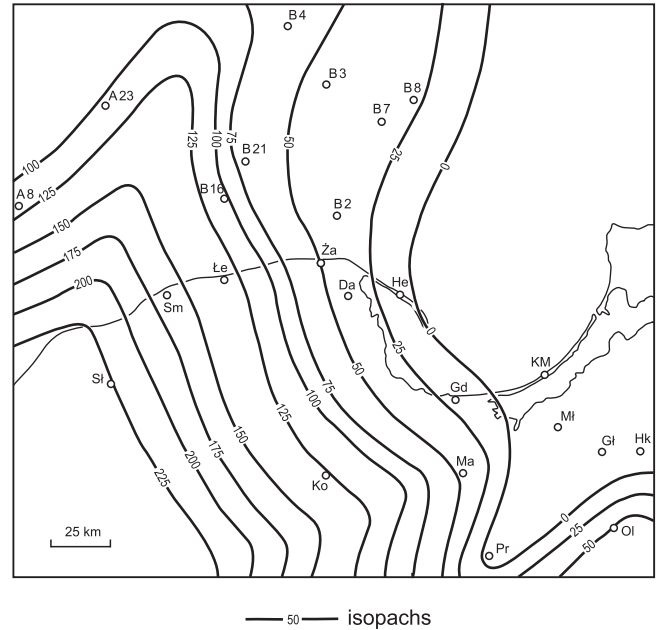 B4
B3
B8
A23
B7
100
125
100
75
50
25
0
B21
A8
125
B16
B2
150
175
Ża
200
Łe
Da
He
Sm
0
25
KM
50
Sł
75
Gd
100
125
Mł
150
Gł
Hk
175
200
Ma
225
Ko
0
25
Ol
25 km
50
Pr
50 isopachs